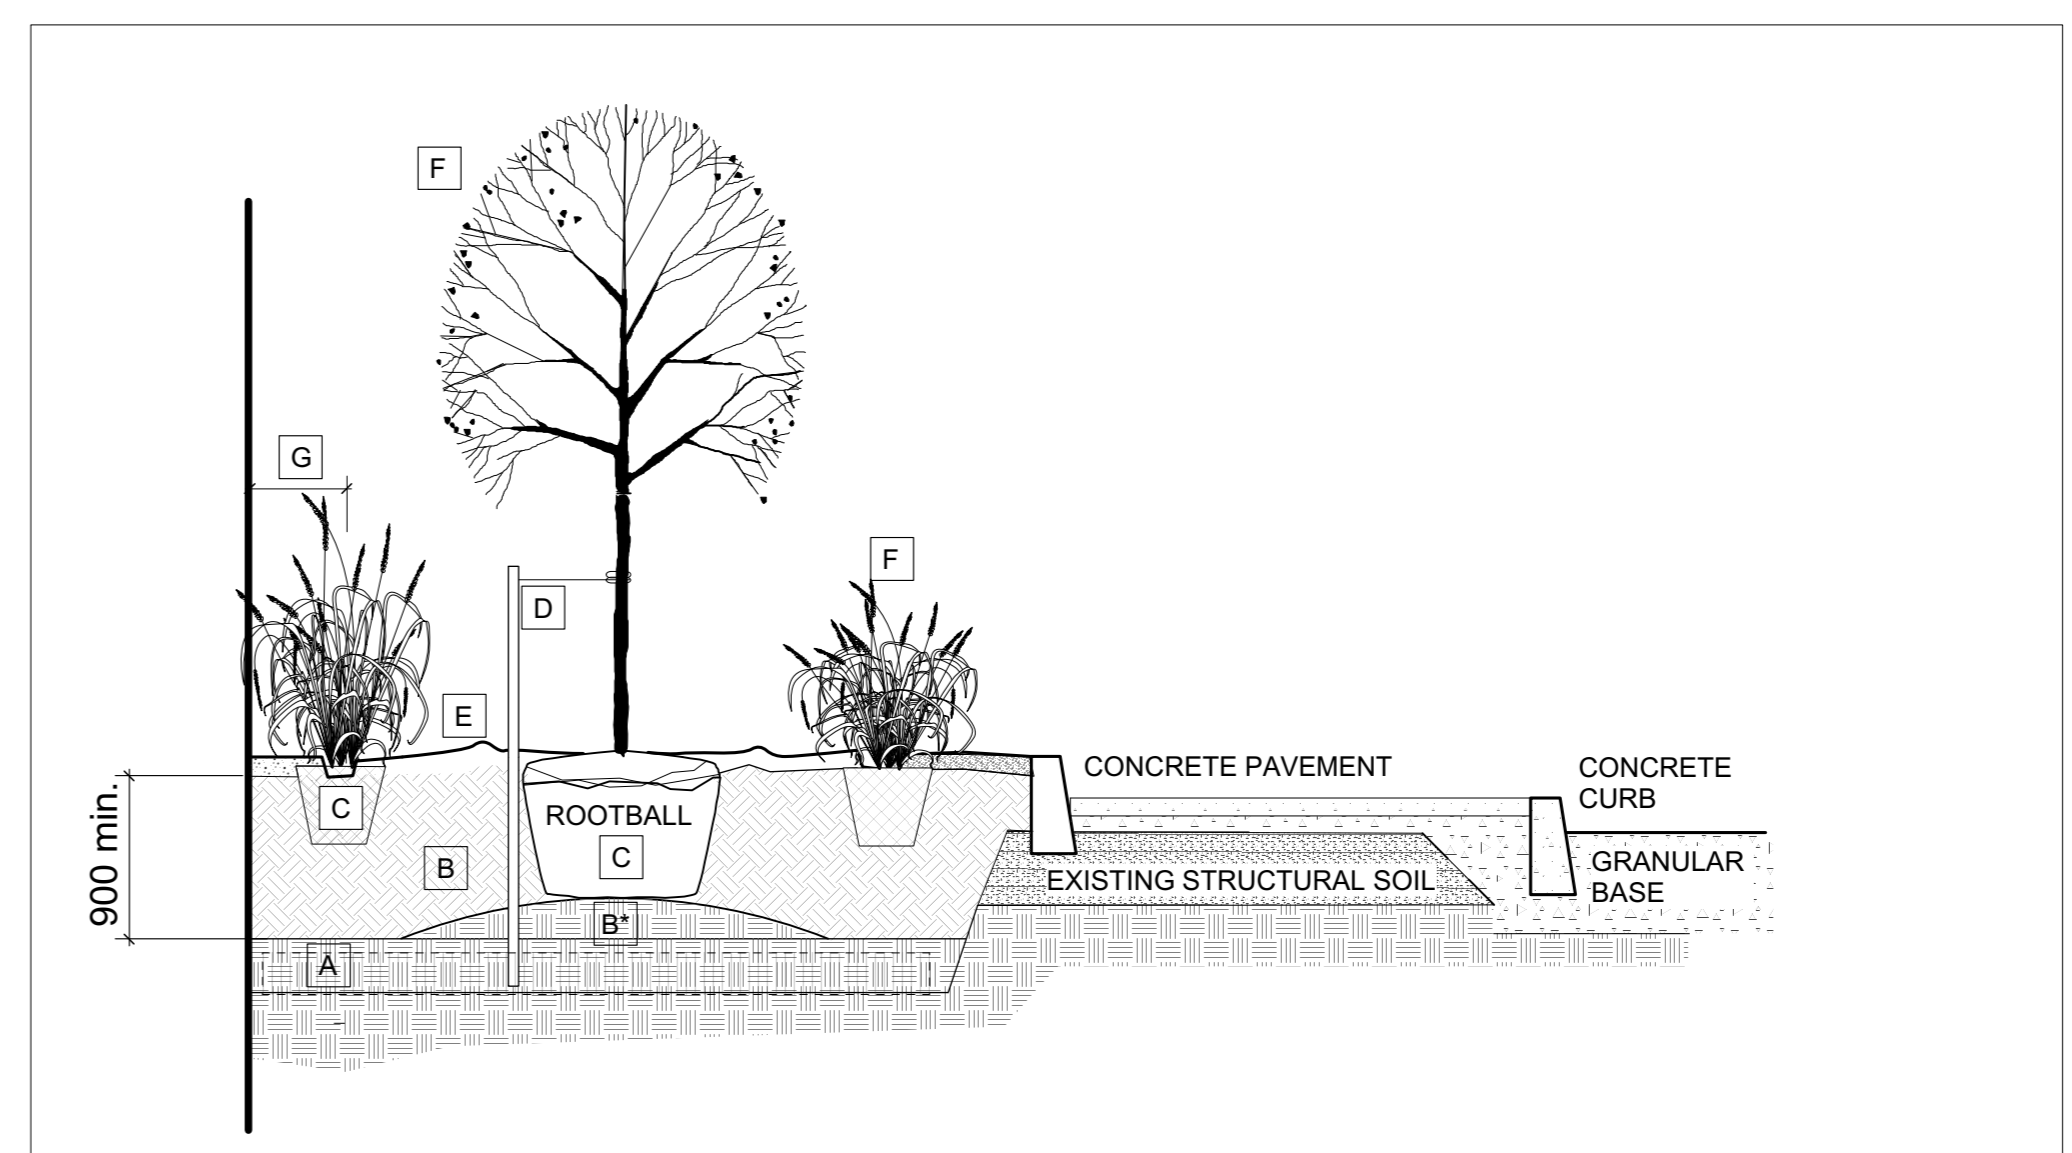 F
G
F
D
E
CONCRETE PAVEMENT
CONCRETE
CURB
900 min.
C
ROOTBALL
C
B
GRANULAR
BASE
EXISTING STRUCTURAL SOIL
B*
A